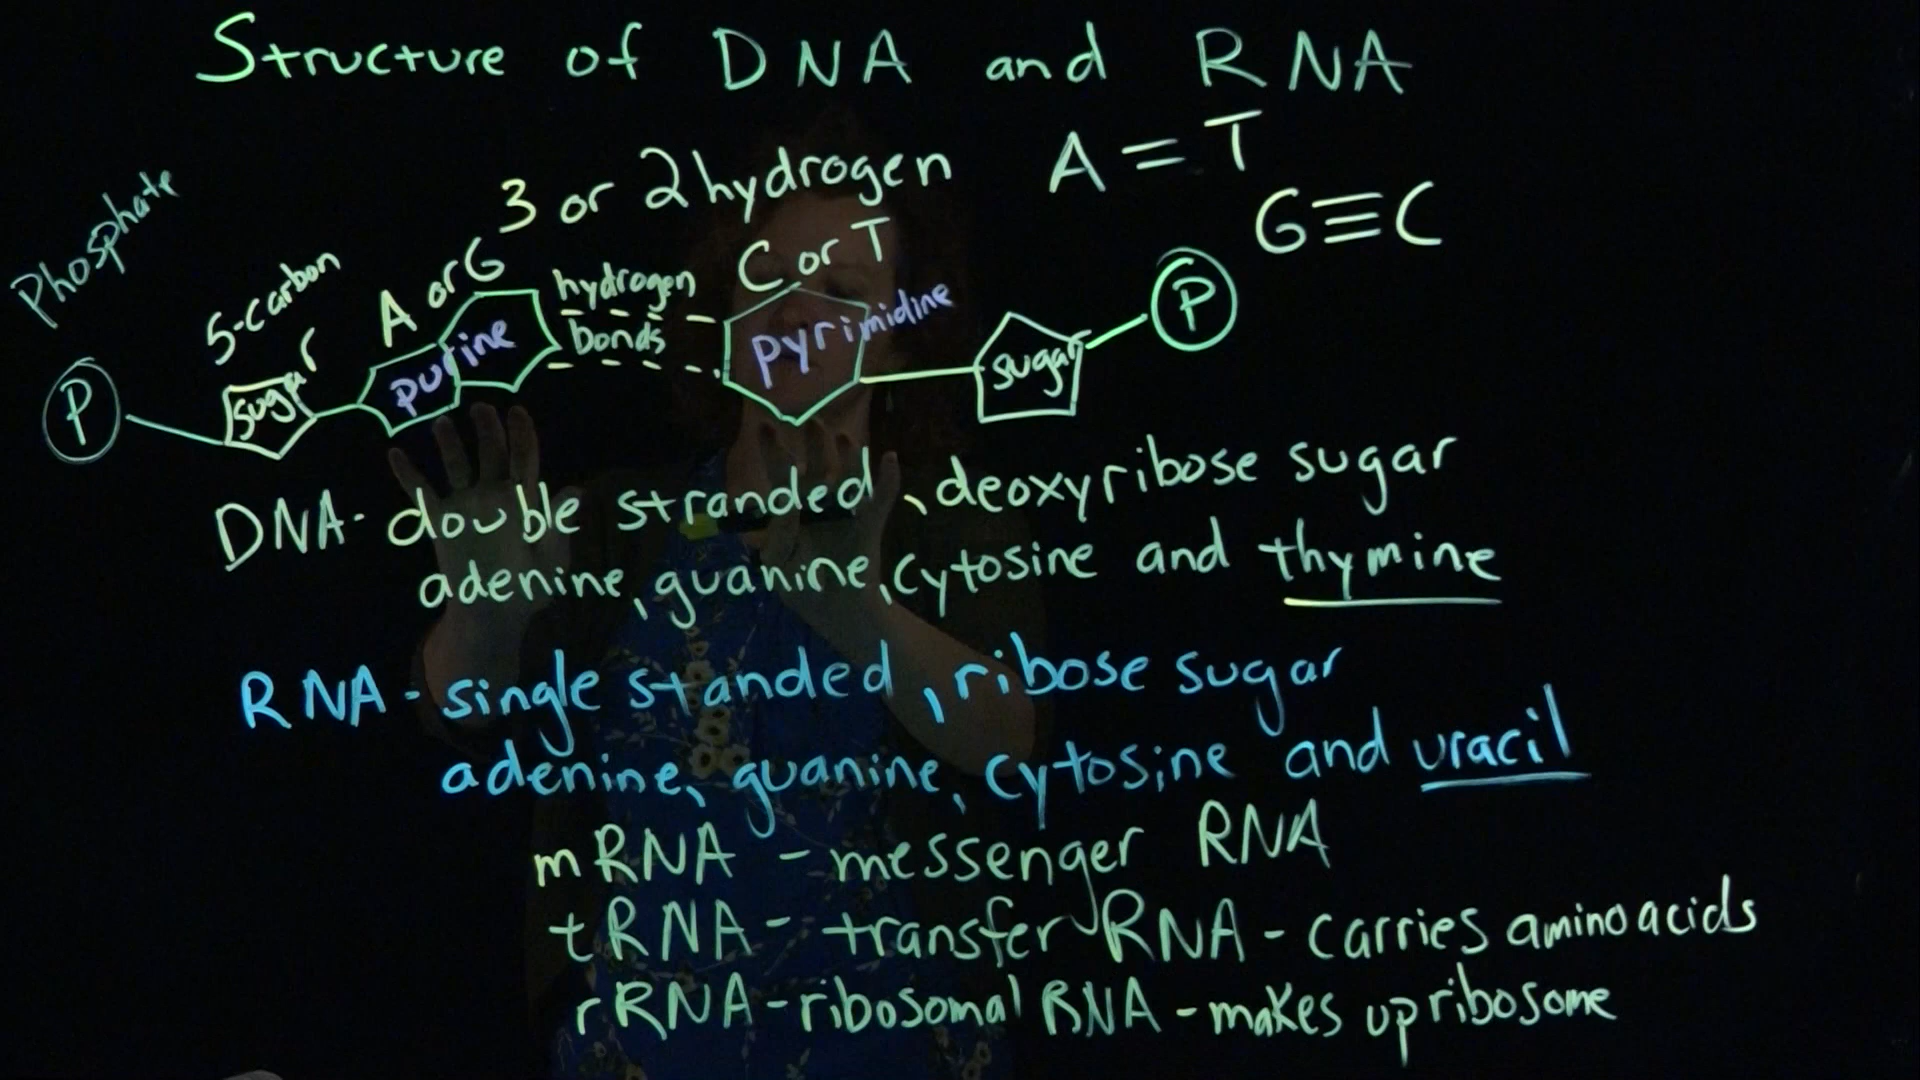 Structure of DNA and RNA
A = T
G ≡ C
3 or 2 hydrogen
Phosphate
5-carbon
A or G
hydrogen
bonds
C or T
P
sugar
purine
pyrimidine
sugar
P
DNA - double stranded, deoxyribose sugar
adenine, guanine, cytosine and thymine
RNA - single standed, ribose sugar
adenine, guanine, cytosine and uracil
mRNA - messenger RNA
tRNA - transfer RNA - carries amino acids
rRNA - ribosomal RNA - makes up ribosome